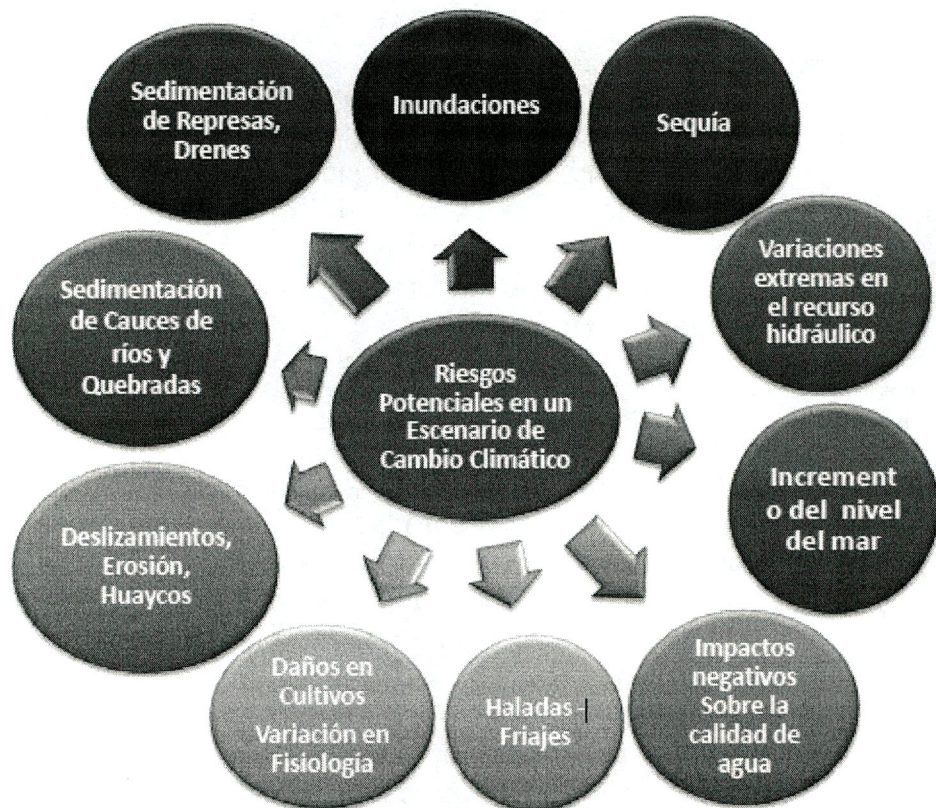 Sedimentación
de Represas,
Drenes
Inundaciones
Sequía
Variaciones
extremas en
el recurso
hidráulico
Increment
o del nivel
del mar
Impactos
negativos
Sobre la
calidad de
agua
Haladas -
Friajes
Daños en
Cultivos
Variación en
Fisiología
Deslizamientos,
Erosión,
Huaycos
Sedimentación
de Cauces de
ríos y
Quebradas
Riesgos
Potenciales en un
Escenario de
Cambio Climático